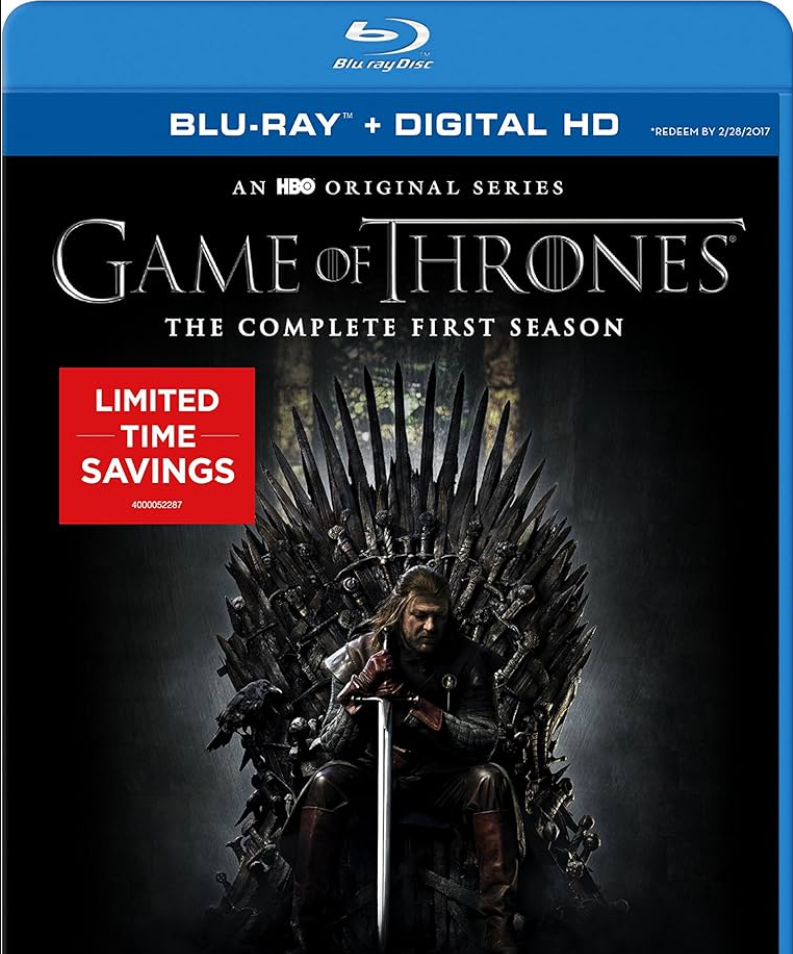 Blu-ray Disc™
BLU-RAY™ + DIGITAL HD
*REDEEM BY 2/28/2017
AN HBO ORIGINAL SERIES
GAME OF THRONES®
THE COMPLETE FIRST SEASON
LIMITED
TIME
SAVINGS
4000052287